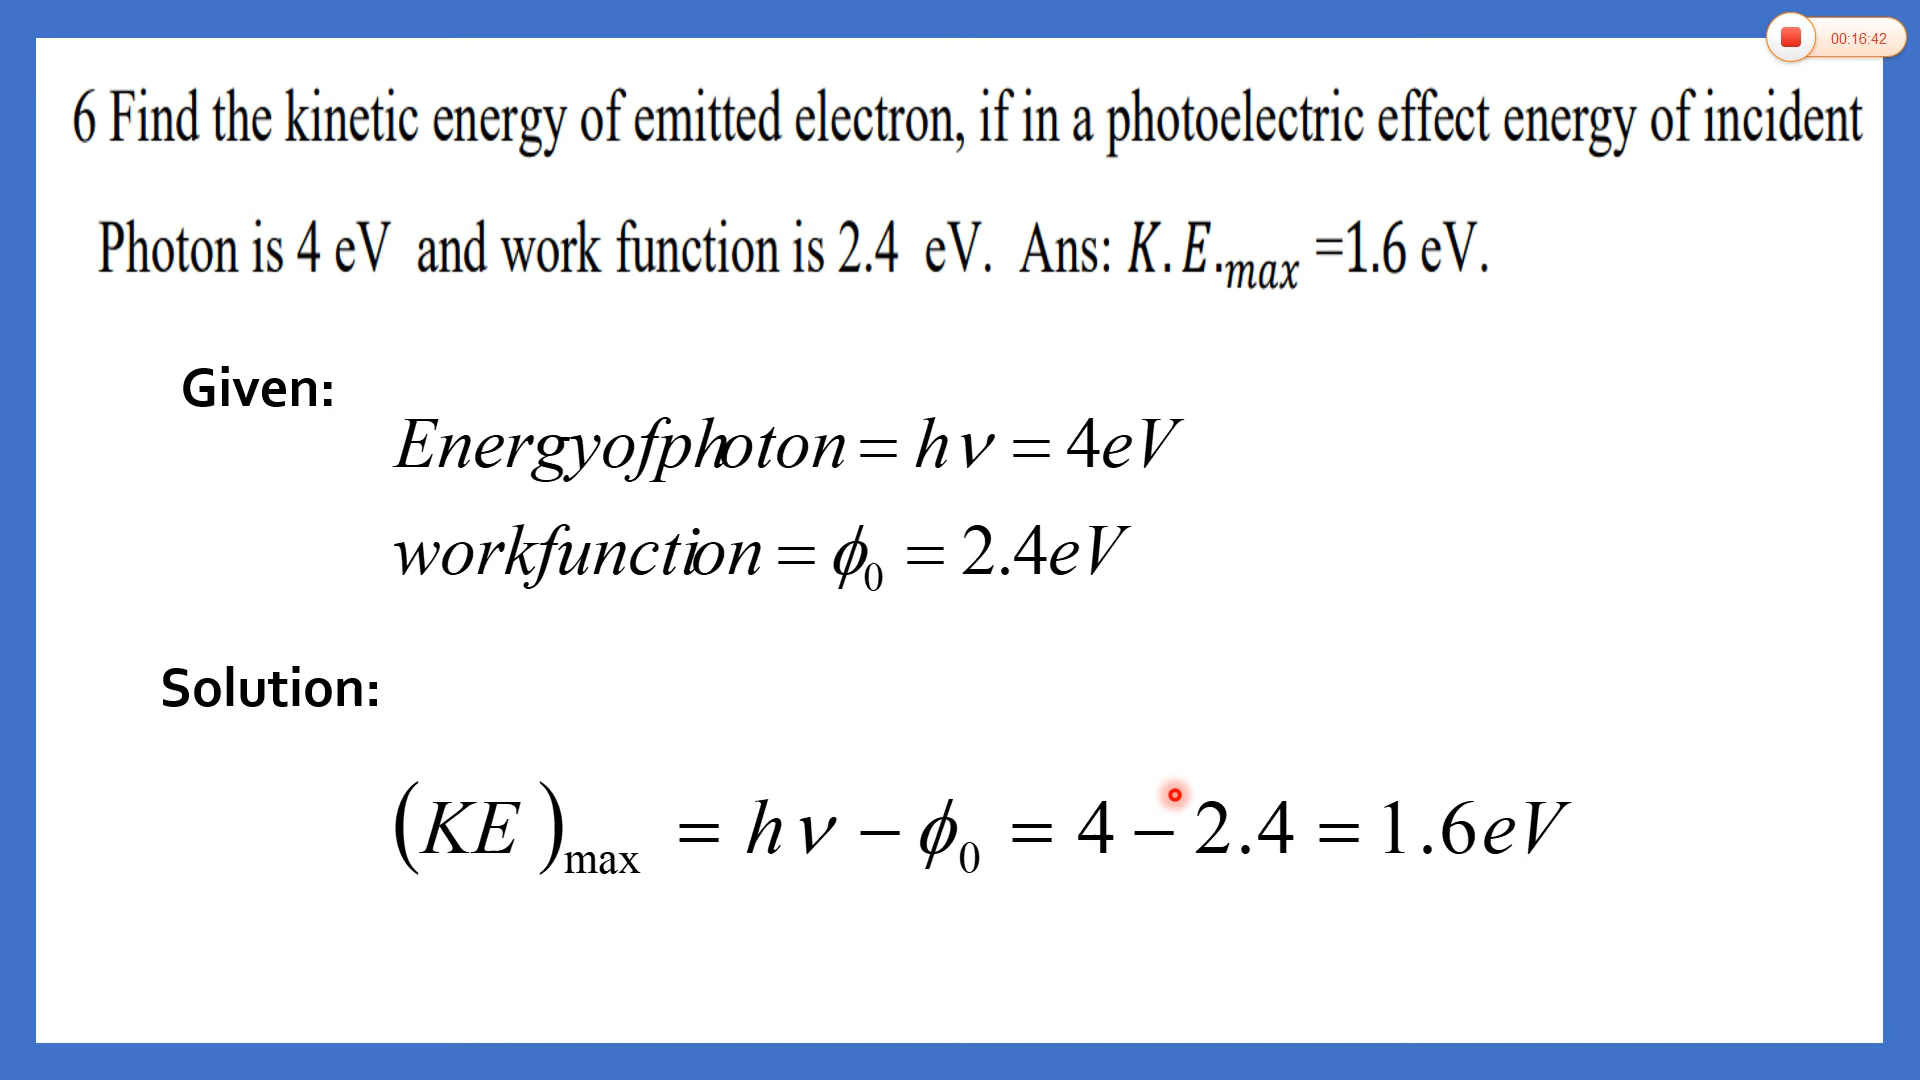 00:16:42
6 Find the kinetic energy of emitted electron, if in a photoelectric effect energy of incident
Photon is 4 eV and work function is 2.4 eV. Ans: K.E.max =1.6 eV.
Given:
Energyofphoton = hν = 4eV
workfunction = ϕ0 = 2.4eV
Solution:
(KE)max = hν − ϕ0 = 4 − 2.4 = 1.6eV